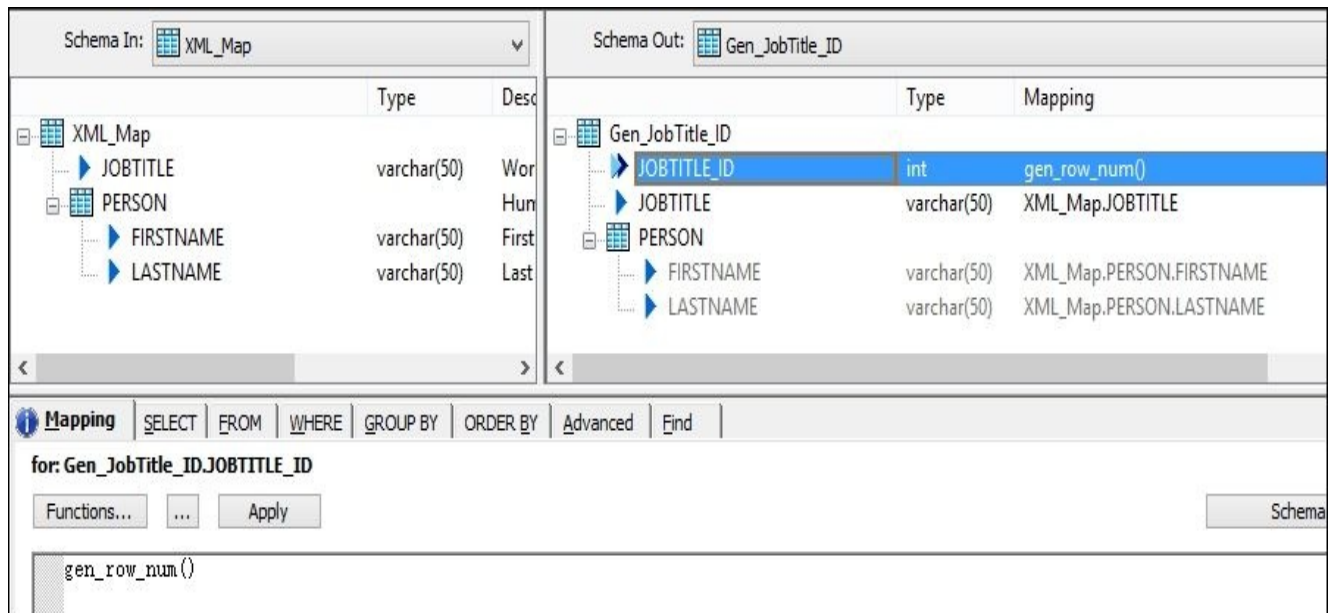 Schema In: XML_Map
Schema Out: Gen_JobTitle_ID
Type Desc
Type Mapping
XML_Map
JOBTITLE varchar(50) Wor
PERSON Hum
FIRSTNAME varchar(50) First
LASTNAME varchar(50) Last
Gen_JobTitle_ID
JOBTITLE_ID int gen_row_num()
JOBTITLE varchar(50) XML_Map.JOBTITLE
PERSON
FIRSTNAME varchar(50) XML_Map.PERSON.FIRSTNAME
LASTNAME varchar(50) XML_Map.PERSON.LASTNAME
Mapping SELECT FROM WHERE GROUP BY ORDER BY Advanced Find
for: Gen_JobTitle_ID.JOBTITLE_ID
Functions... ... Apply Schema
gen_row_num()